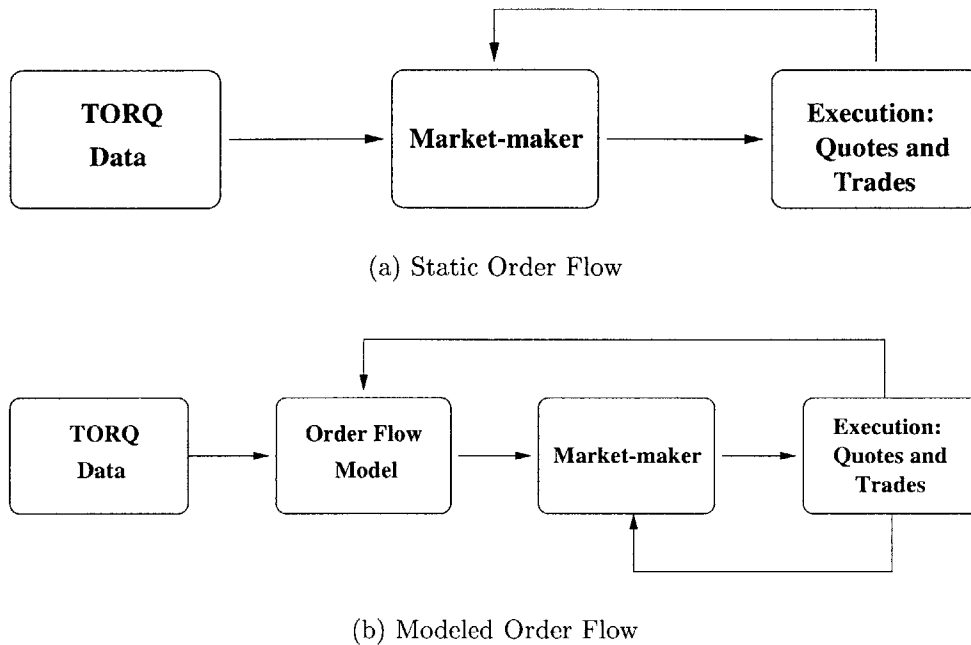 TORQ
Data
Market-maker
Execution:
Quotes and
Trades
(a) Static Order Flow
TORQ
Data
Order Flow
Model
Market-maker
Execution:
Quotes and
Trades
(b) Modeled Order Flow